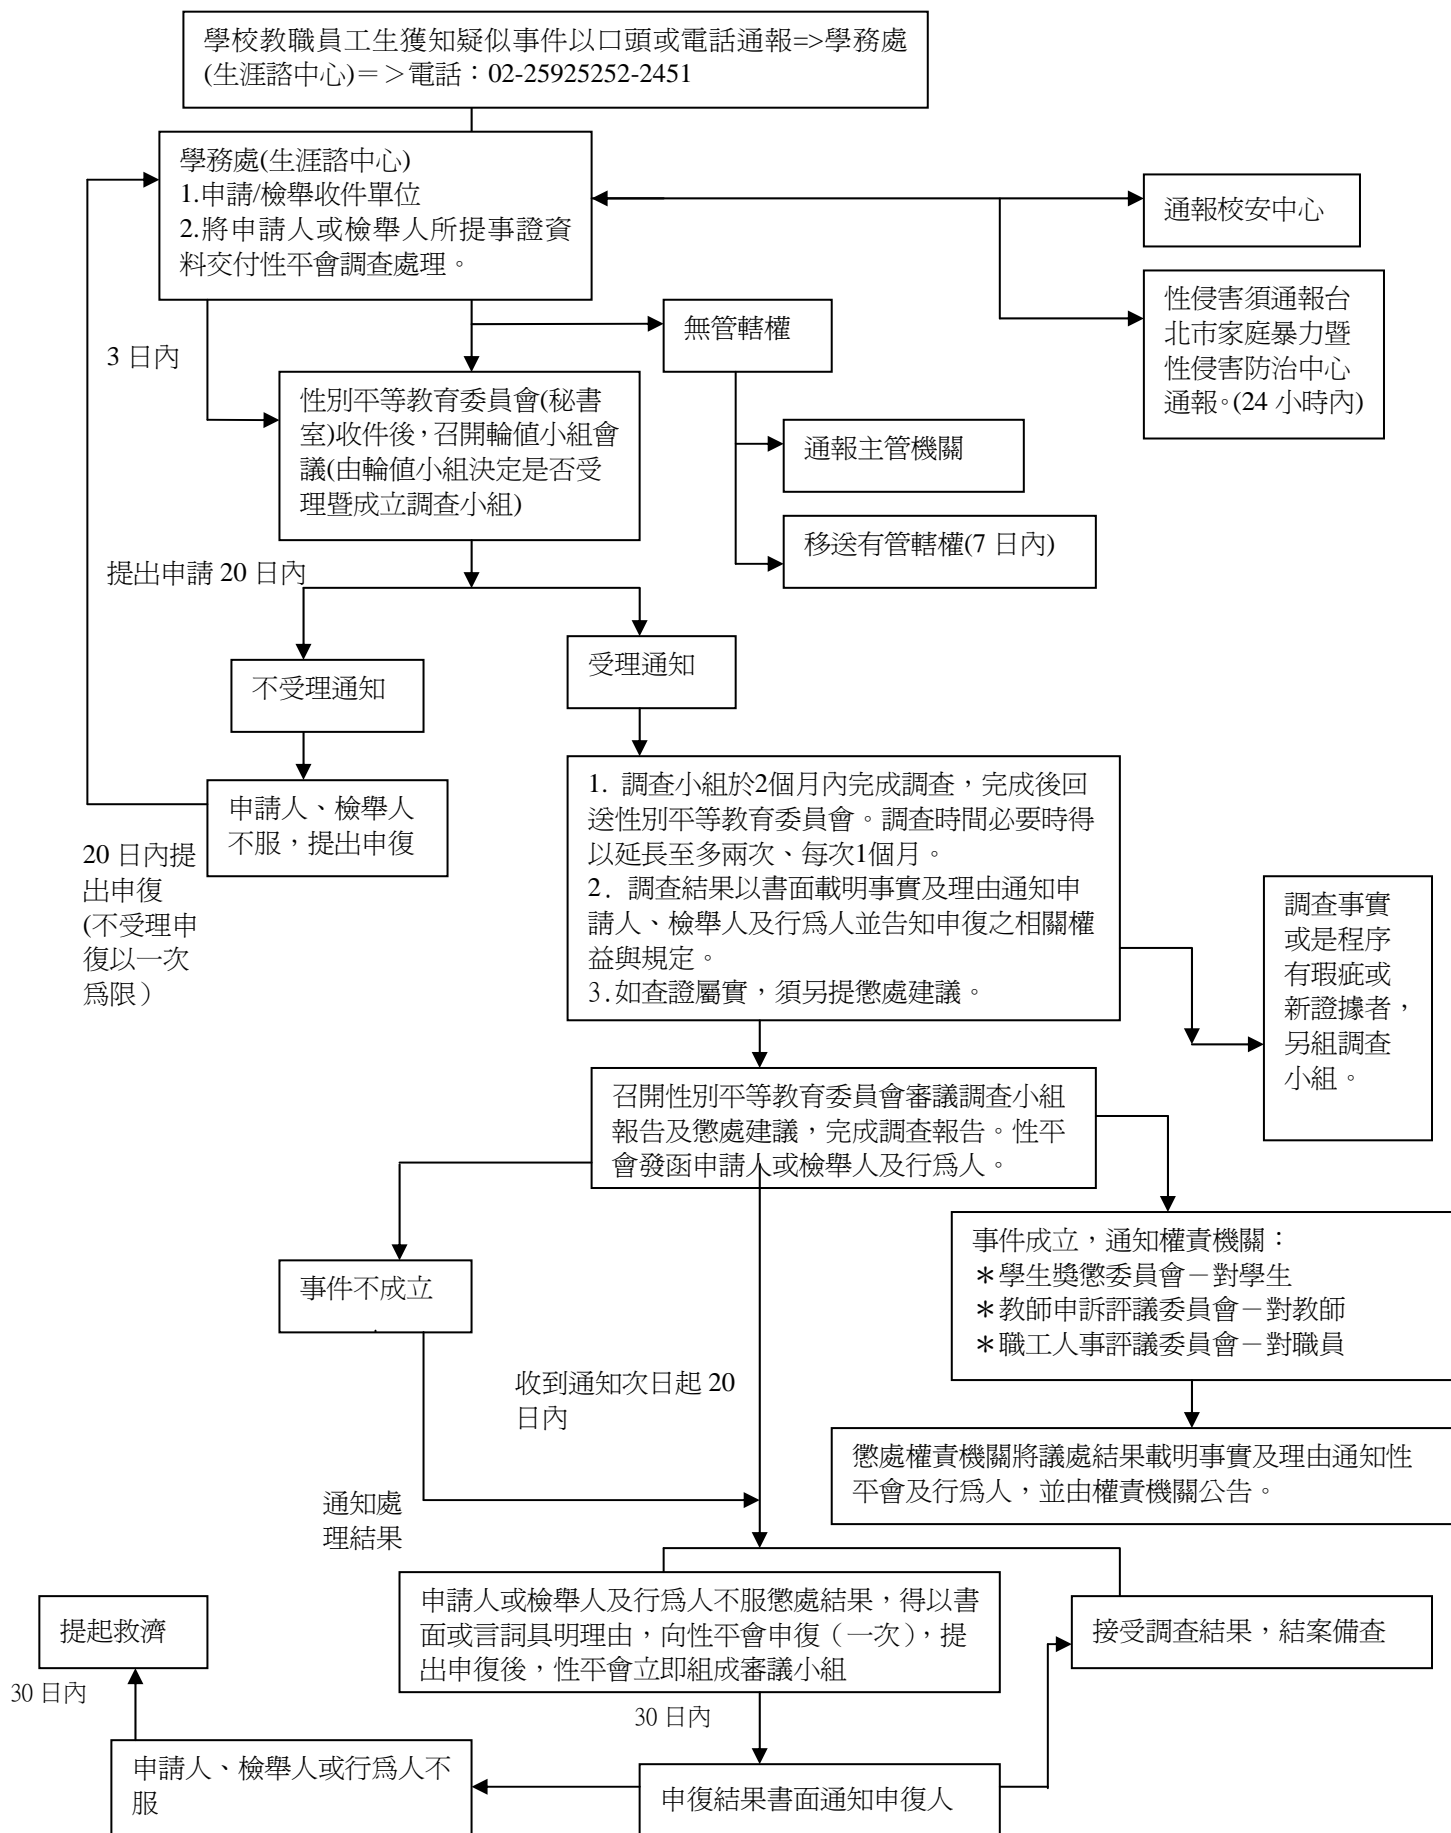 學校教職員工生獲知疑似事件以口頭或電話通報=>學務處
(生涯諮中心)＝＞電話：02-25925252-2451
學務處(生涯諮中心)
1.申請/檢舉收件單位
2.將申請人或檢舉人所提事證資
料交付性平會調查處理。
通報校安中心
性侵害須通報台
北市家庭暴力暨
性侵害防治中心
通報。(24 小時內)
3 日內
無管轄權
性別平等教育委員會(秘書
室)收件後，召開輪值小組會
議(由輪值小組決定是否受
理暨成立調查小組)
通報主管機關
移送有管轄權(7 日內)
提出申請 20 日內
不受理通知
受理通知
申請人、檢舉人
不服，提出申復
20 日內提
出申復
(不受理申
復以一次
為限）
1. 調查小組於2個月內完成調查，完成後回
送性別平等教育委員會。調查時間必要時得
以延長至多兩次、每次1個月。
2. 調查結果以書面載明事實及理由通知申
請人、檢舉人及行為人並告知申復之相關權
益與規定。
3.如查證屬實，須另提懲處建議。
調查事實
或是程序
有瑕疵或
新證據者，
另組調查
小組。
召開性別平等教育委員會審議調查小組
報告及懲處建議，完成調查報告。性平
會發函申請人或檢舉人及行為人。
事件不成立
事件成立，通知權責機關：
＊學生獎懲委員會－對學生
＊教師申訴評議委員會－對教師
＊職工人事評議委員會－對職員
收到通知次日起 20
日內
懲處權責機關將議處結果載明事實及理由通知性
平會及行為人，並由權責機關公告。
通知處
理結果
申請人或檢舉人及行為人不服懲處結果，得以書
面或言詞具明理由，向性平會申復（一次），提
出申復後，性平會立即組成審議小組
接受調查結果，結案備查
提起救濟
30 日內
30 日內
申請人、檢舉人或行為人不
服
申復結果書面通知申復人